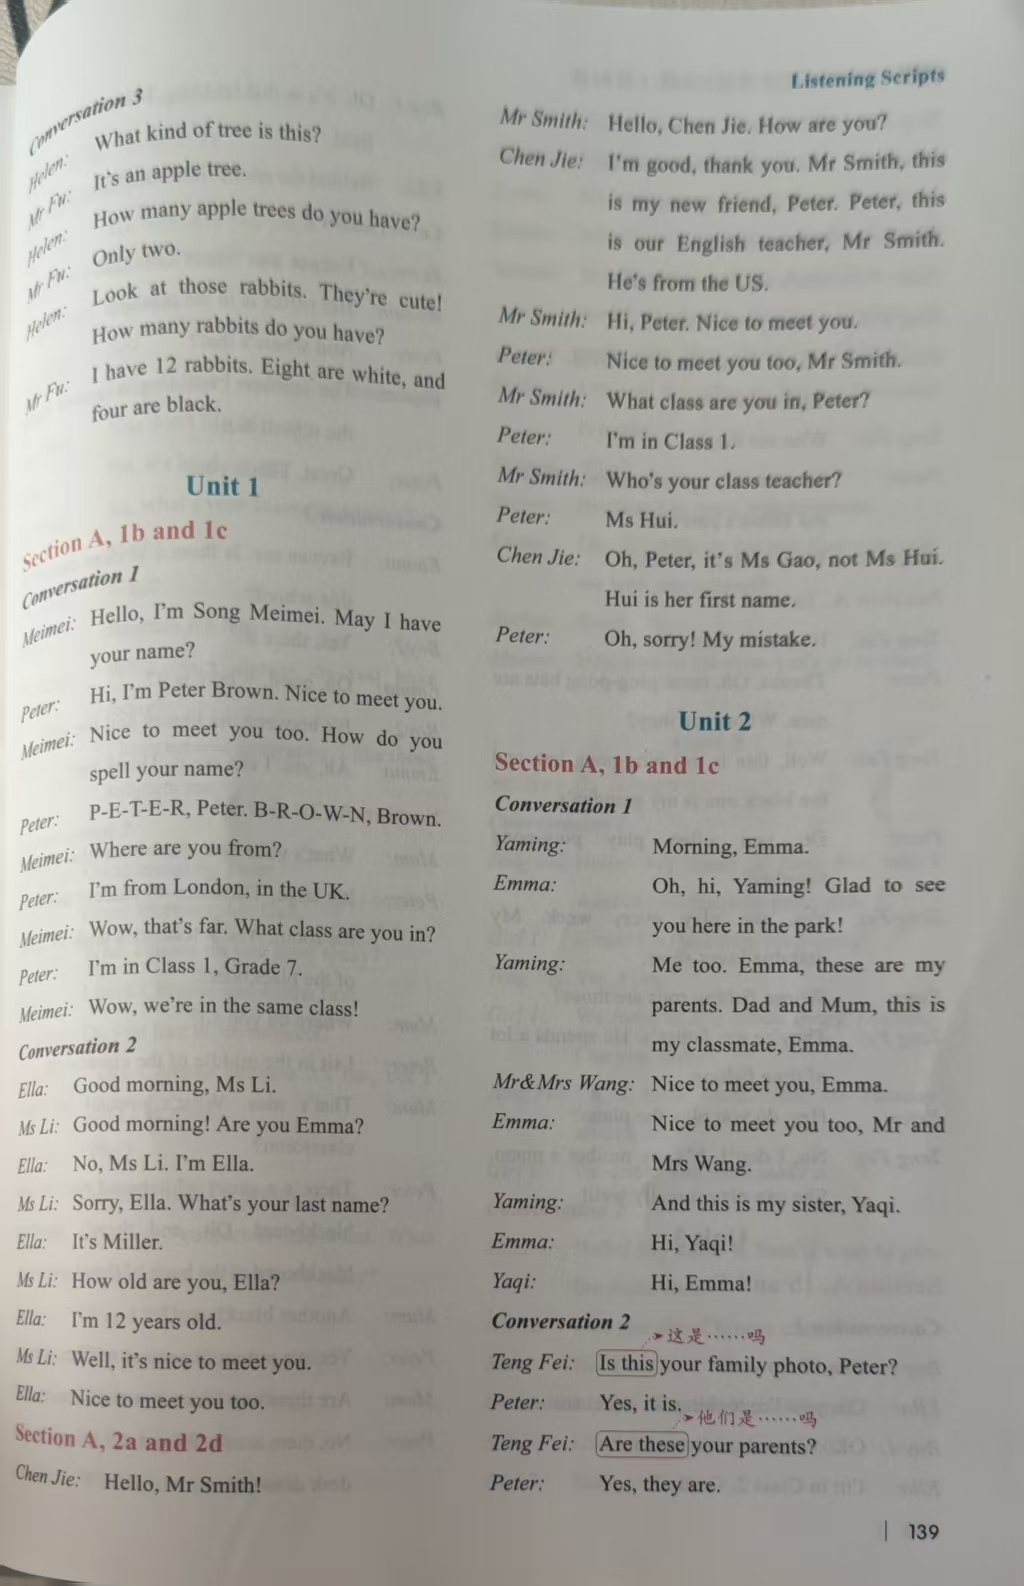 Listening Scripts
Conversation 3
Helen: What kind of tree is this?
Mr Fu: It's an apple tree.
Helen: How many apple trees do you have?
Mr Fu: Only two.
Helen: Look at those rabbits. They're cute!
How many rabbits do you have?
Mr Fu: I have 12 rabbits. Eight are white, and
four are black.
Unit 1
Section A, 1b and 1c
Conversation 1
Meimei: Hello, I'm Song Meimei. May I have
your name?
Peter: Hi, I'm Peter Brown. Nice to meet you.
Meimei: Nice to meet you too. How do you
spell your name?
Peter: P-E-T-E-R, Peter. B-R-O-W-N, Brown.
Meimei: Where are you from?
Peter: I'm from London, in the UK.
Meimei: Wow, that's far. What class are you in?
Peter: I'm in Class 1, Grade 7.
Meimei: Wow, we're in the same class!
Conversation 2
Ella: Good morning, Ms Li.
Ms Li: Good morning! Are you Emma?
Ella: No, Ms Li. I'm Ella.
Ms Li: Sorry, Ella. What's your last name?
Ella: It's Miller.
Ms Li: How old are you, Ella?
Ella: I'm 12 years old.
Ms Li: Well, it's nice to meet you.
Ella: Nice to meet you too.
Section A, 2a and 2d
Chen Jie: Hello, Mr Smith!
Mr Smith: Hello, Chen Jie. How are you?
Chen Jie: I'm good, thank you. Mr Smith, this
is my new friend, Peter. Peter, this
is our English teacher, Mr Smith.
He's from the US.
Mr Smith: Hi, Peter. Nice to meet you.
Peter: Nice to meet you too, Mr Smith.
Mr Smith: What class are you in, Peter?
Peter: I'm in Class 1.
Mr Smith: Who's your class teacher?
Peter: Ms Hui.
Chen Jie: Oh, Peter, it's Ms Gao, not Ms Hui.
Hui is her first name.
Peter: Oh, sorry! My mistake.
Unit 2
Section A, 1b and 1c
Conversation 1
Yaming: Morning, Emma.
Emma: Oh, hi, Yaming! Glad to see
you here in the park!
Yaming: Me too. Emma, these are my
parents. Dad and Mum, this is
my classmate, Emma.
Mr&Mrs Wang: Nice to meet you, Emma.
Emma: Nice to meet you too, Mr and
Mrs Wang.
Yaming: And this is my sister, Yaqi.
Emma: Hi, Yaqi!
Yaqi: Hi, Emma!
Conversation 2
这是……吗
Teng Fei: Is this your family photo, Peter?
Peter: Yes, it is.
他们是……吗
Teng Fei: Are these your parents?
Peter: Yes, they are.
139